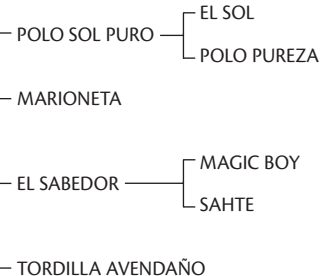 EL SOL
POLO SOL PURO
POLO PUREZA
MARIONETA
MAGIC BOY
EL SABEDOR
SAHTE
TORDILLA AVENDAÑO